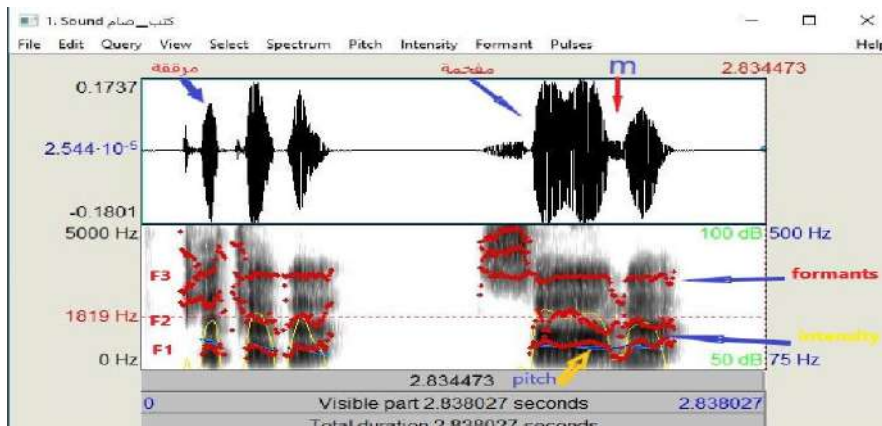 1. Sound كتب_صام
File Edit Query View Select Spectrum Pitch Intensity Formant Pulses Help
مرققة مفخمة m 2.834473
0.1737
2.544·10-5
-0.1801
5000 Hz 100 dB 500 Hz
F3 formants
1819 Hz F2
intensity
F1
0 Hz 50 dB 75 Hz
2.834473 pitch
0 Visible part 2.838027 seconds 2.838027
Total duration 2.838027 seconds